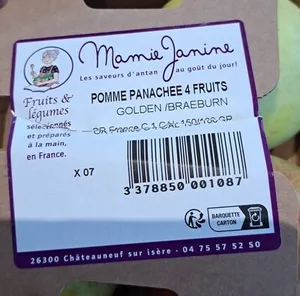 Mamie Janine
Les saveurs d'antan au goût du jour!
Fruits &
légumes
sélectionnés
et préparés
à la main,
en France.
POMME PANACHEE 4 FRUITS
GOLDEN /BRAEBURN
X 07
3 378850 001087
BARQUETTE
CARTON
26300 Châteauneuf sur isère. - 04 75 57 52 50